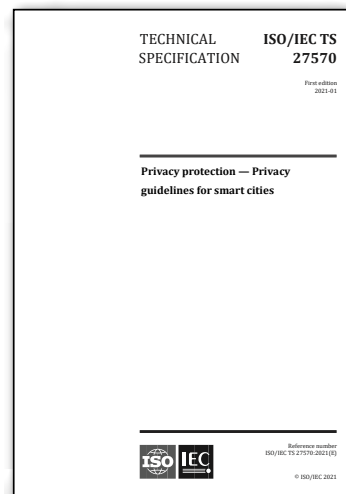 TECHNICAL SPECIFICATION
ISO/IEC TS 27570
First edition
2021-01
Privacy protection — Privacy
guidelines for smart cities
ISO
IEC
Reference number
ISO/IEC TS 27570:2021(E)
© ISO/IEC 2021